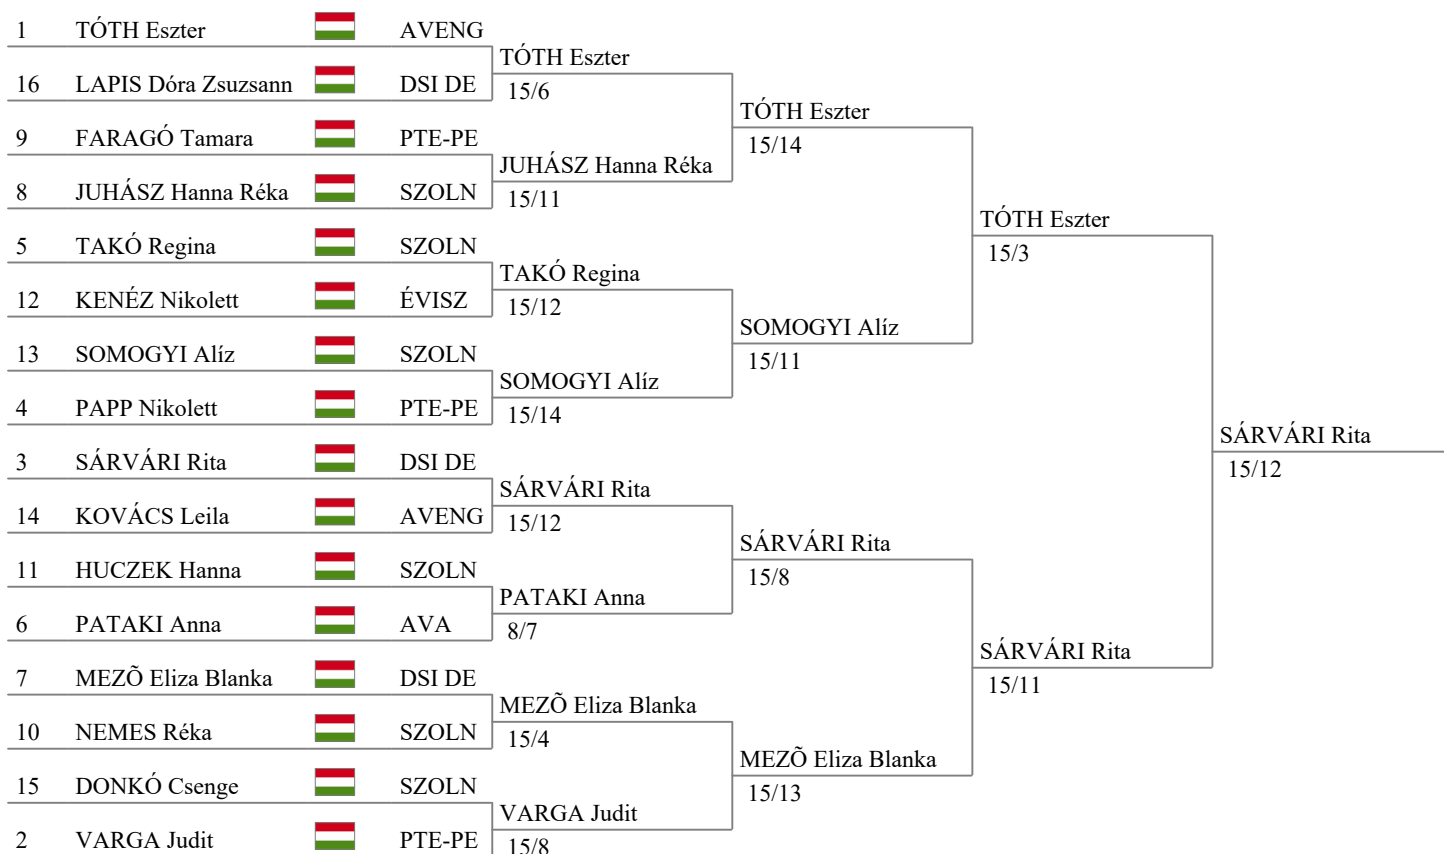 1 TÓTH Eszter AVENG
16 LAPIS Dóra Zsuzsann DSI DE
9 FARAGÓ Tamara PTE-PE
8 JUHÁSZ Hanna Réka SZOLN
5 TAKÓ Regina SZOLN
12 KENÉZ Nikolett ÉVISZ
13 SOMOGYI Alíz SZOLN
4 PAPP Nikolett PTE-PE
3 SÁRVÁRI Rita DSI DE
14 KOVÁCS Leila AVENG
11 HUCZEK Hanna SZOLN
6 PATAKI Anna AVA
7 MEZÕ Eliza Blanka DSI DE
10 NEMES Réka SZOLN
15 DONKÓ Csenge SZOLN
2 VARGA Judit PTE-PE
TÓTH Eszter
15/6
JUHÁSZ Hanna Réka
15/11
TAKÓ Regina
15/12
SOMOGYI Alíz
15/14
SÁRVÁRI Rita
15/12
PATAKI Anna
8/7
MEZÕ Eliza Blanka
15/4
VARGA Judit
15/8
TÓTH Eszter
15/14
SOMOGYI Alíz
15/11
SÁRVÁRI Rita
15/8
MEZÕ Eliza Blanka
15/13
TÓTH Eszter
15/3
SÁRVÁRI Rita
15/11
SÁRVÁRI Rita
15/12